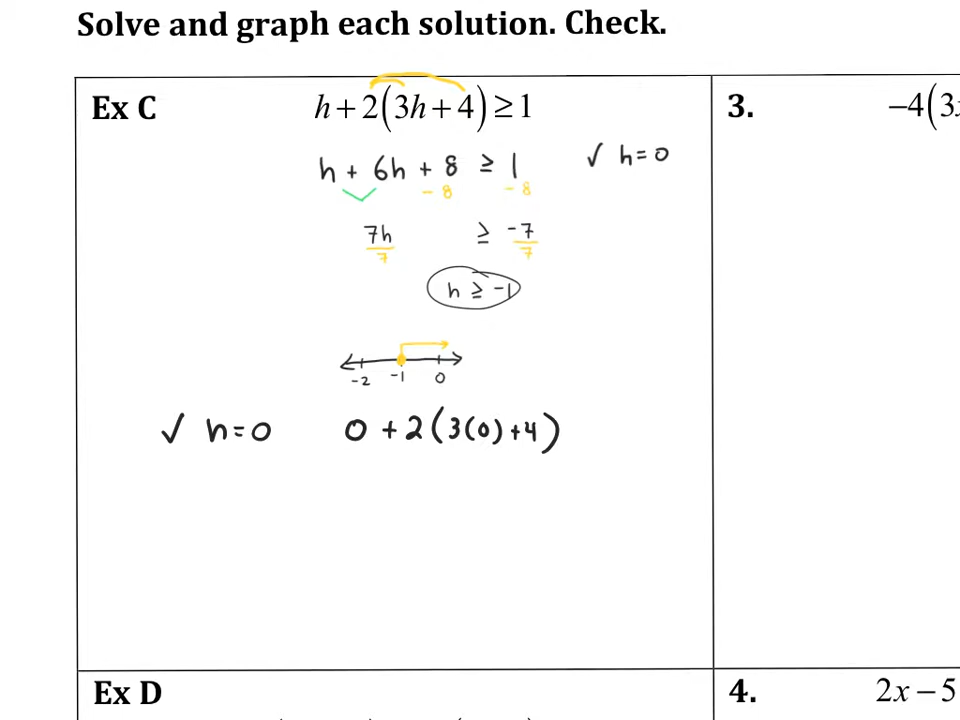 Solve and graph each solution. Check.
Ex C
h + 2(3h + 4) ≥ 1
h + 6h + 8 ≥ 1
√ h = 0
- 8 - 8
7h ≥ -7
7 7
h ≥ -1
-2 -1 0
√ h = 0 0 + 2(3(0) + 4)
3.
-4(3x
Ex D
4.
2x - 5